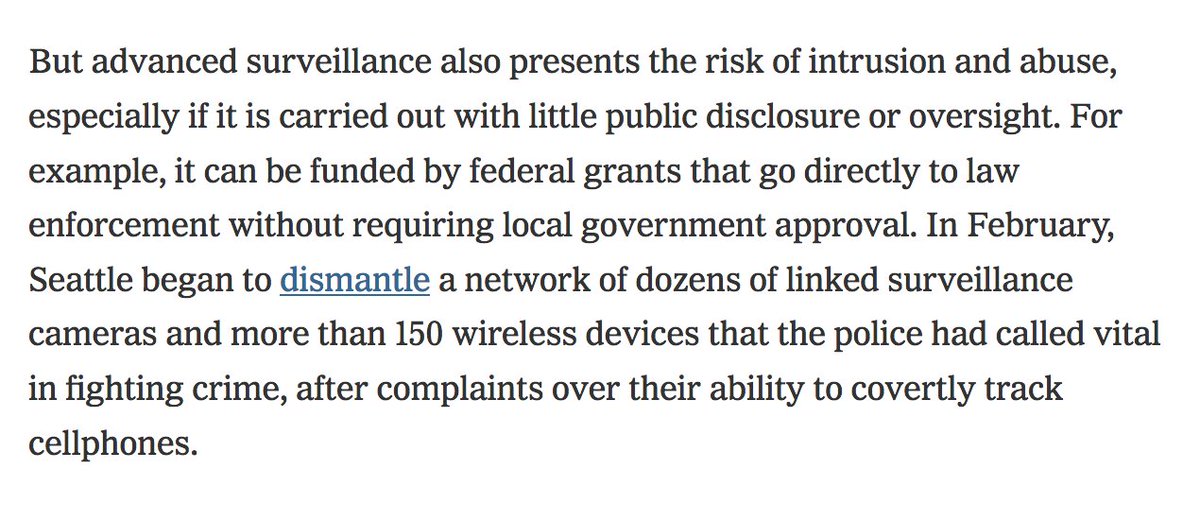 But advanced surveillance also presents the risk of intrusion and abuse,
especially if it is carried out with little public disclosure or oversight. For
example, it can be funded by federal grants that go directly to law
enforcement without requiring local government approval. In February,
Seattle began to dismantle a network of dozens of linked surveillance
cameras and more than 150 wireless devices that the police had called vital
in fighting crime, after complaints over their ability to covertly track
cellphones.